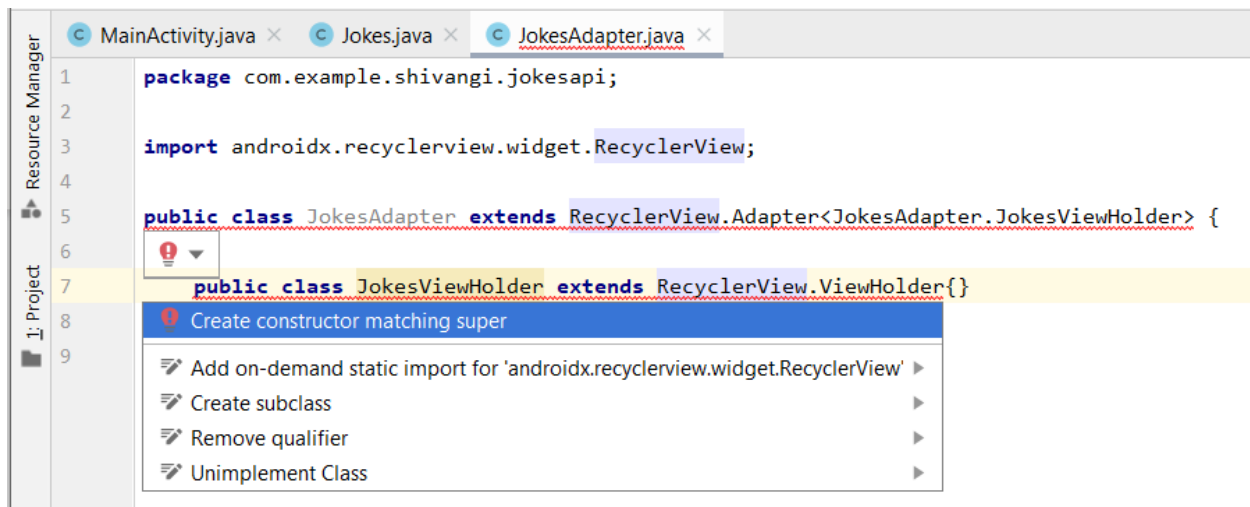 MainActivity.java
Jokes.java
JokesAdapter.java
Resource Manager
1: Project
1 package com.example.shivangi.jokesapi;
2
3 import androidx.recyclerview.widget.RecyclerView;
4
5 public class JokesAdapter extends RecyclerView.Adapter<JokesAdapter.JokesViewHolder> {
6
7 public class JokesViewHolder extends RecyclerView.ViewHolder{}
8 Create constructor matching super
9 Add on-demand static import for 'androidx.recyclerview.widget.RecyclerView'
Create subclass
Remove qualifier
Unimplement Class